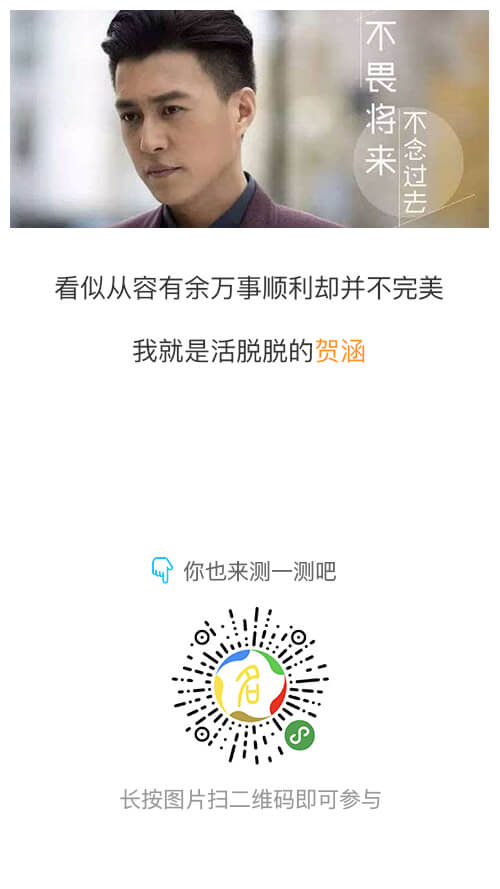 不畏将来
不念过去
看似从容有余万事顺利却并不完美
我就是活脱脱的贺涵
你也来测一测吧
名
长按图片扫二维码即可参与